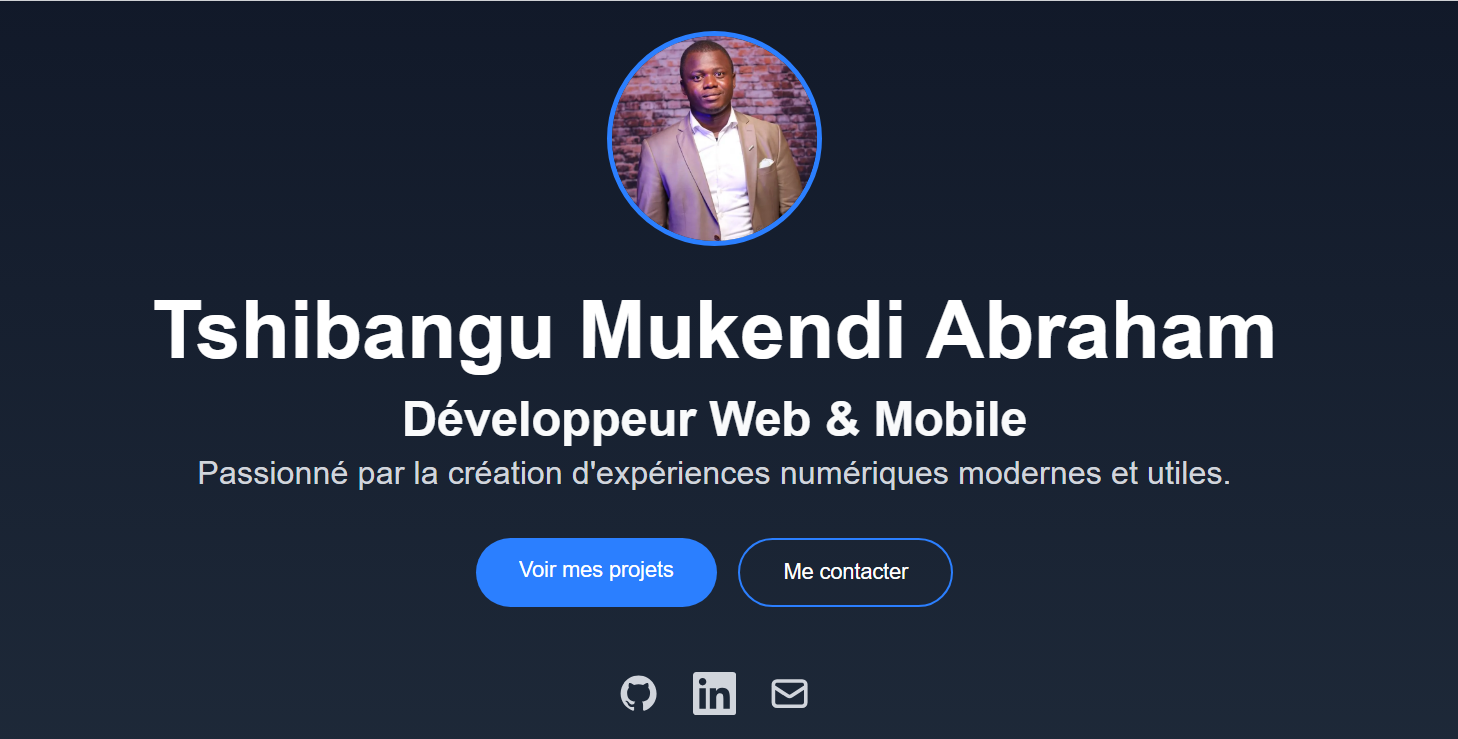 Tshibangu Mukendi Abraham
Développeur Web & Mobile
Passionné par la création d'expériences numériques modernes et utiles.
Voir mes projets
Me contacter
in